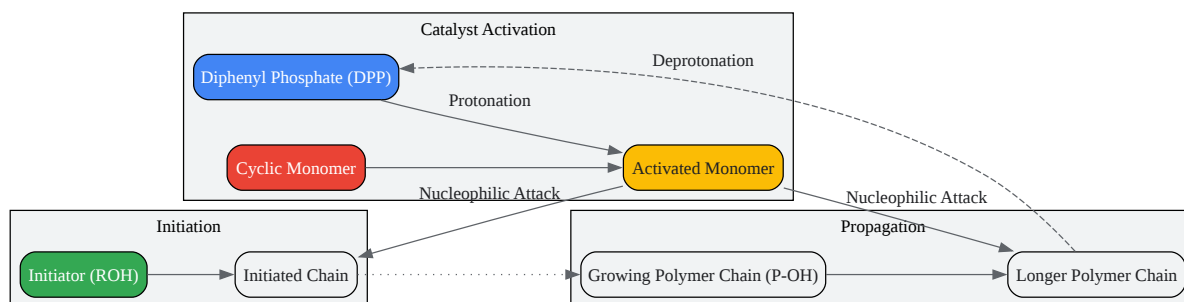 Catalyst Activation
Diphenyl Phosphate (DPP)
Deprotonation
Protonation
Cyclic Monomer
Activated Monomer
Nucleophilic Attack
Nucleophilic Attack
Initiation
Propagation
Initiator (ROH)
Initiated Chain
Growing Polymer Chain (P-OH)
Longer Polymer Chain